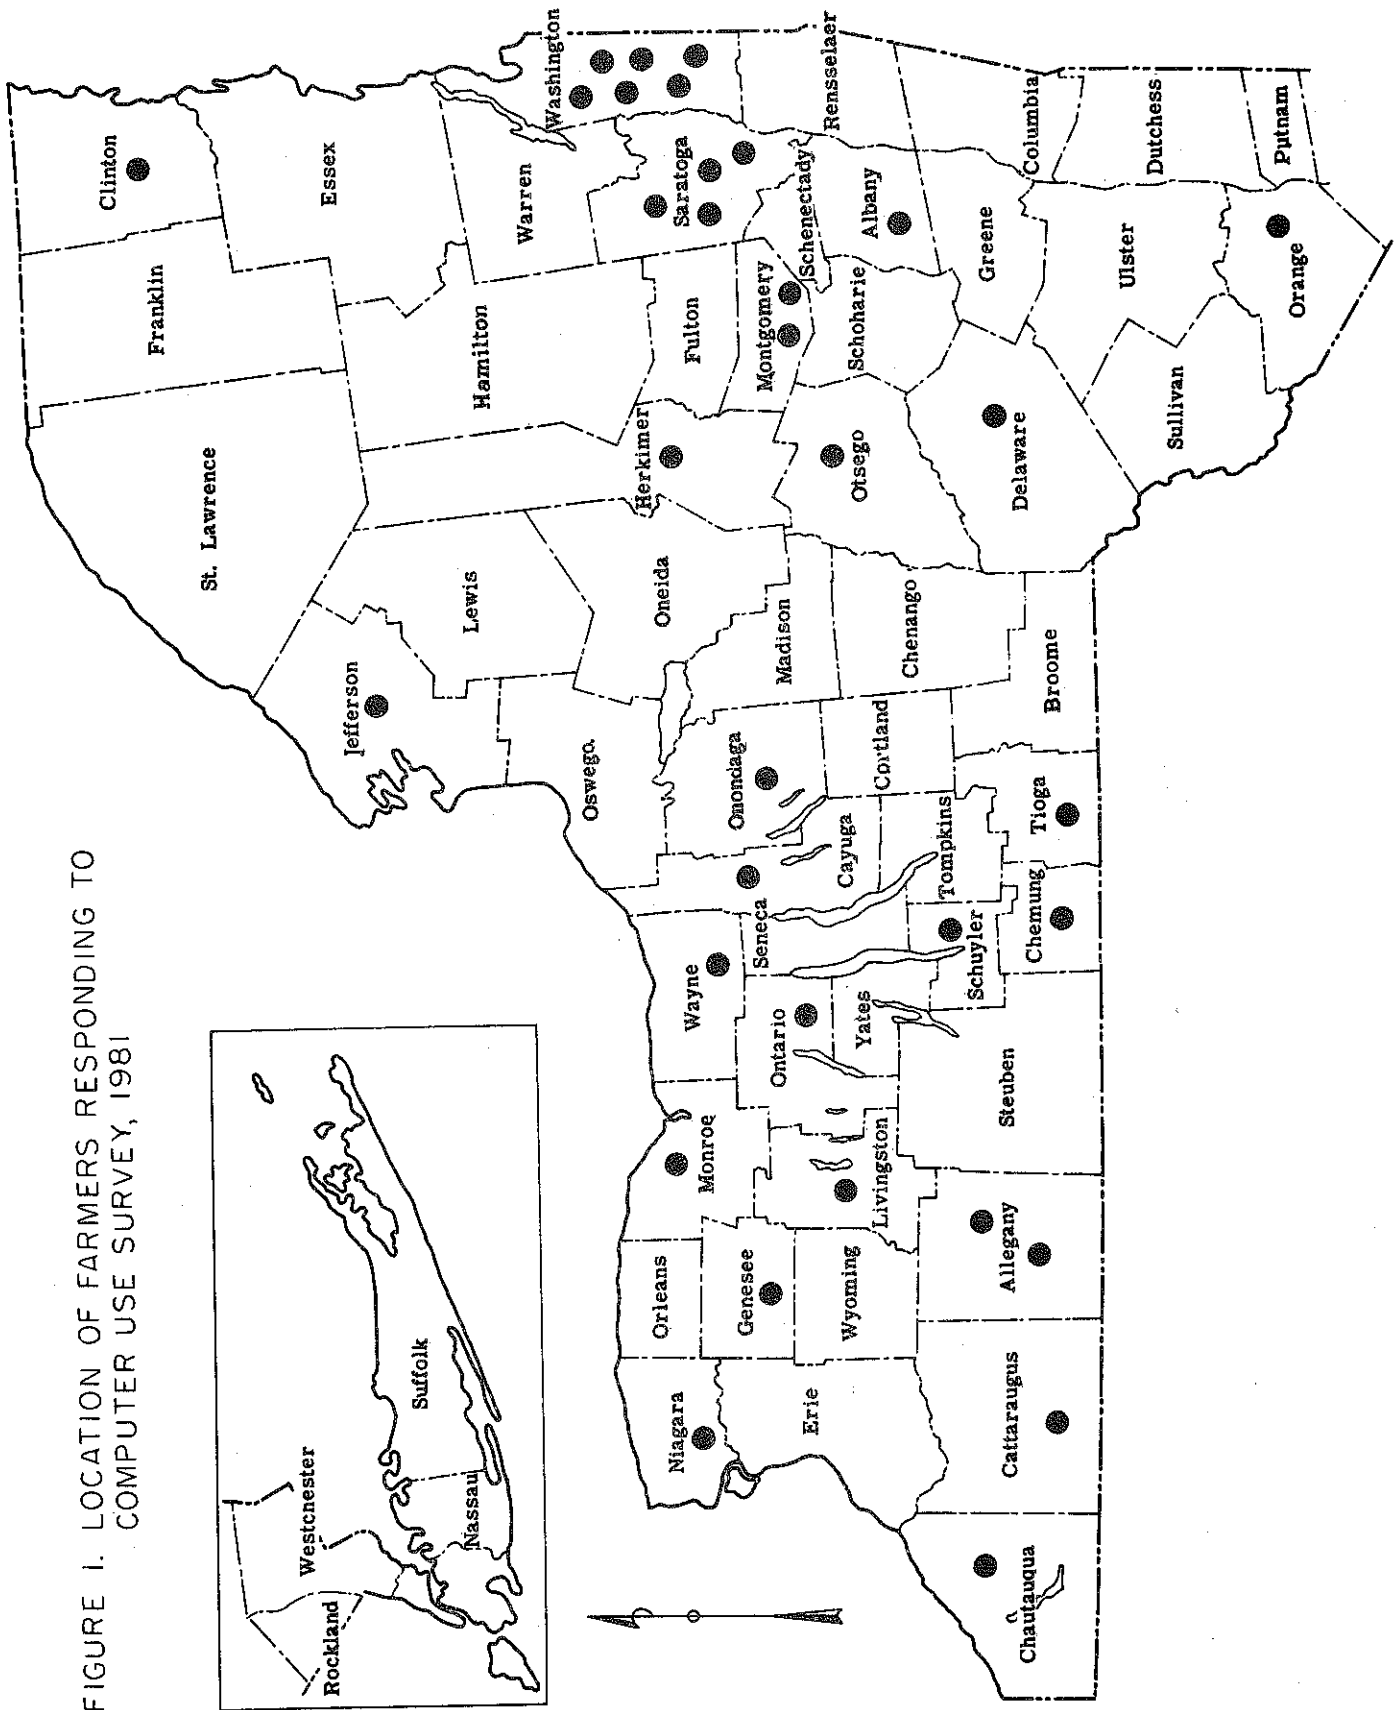 FIGURE 1. LOCATION OF FARMERS RESPONDING TO
COMPUTER USE SURVEY, 1981
Rockland
Westcnester
Nassau
Suffolk
Clinton
Franklin
St. Lawrence
Essex
Jefferson
Lewis
Hamilton
Warren
Washington
Oswego.
Oneida
Herkimer
Fulton
Saratoga
Niagara
Orleans
Monroe
Wayne
Seneca
Onondaga
Madison
Montgomery
Schenectady
Rensselaer
Erie
Genesee
Wyoming
Livingston
Ontario
Yates
Cayuga
Cortland
Chenango
Otsego
Schoharie
Albany
Chautauqua
Cattaraugus
Allegany
Steuben
Schuyler
Tompkins
Chemung
Tioga
Broome
Delaware
Greene
Columbia
Sullivan
Ulster
Dutchess
Orange
Putnam